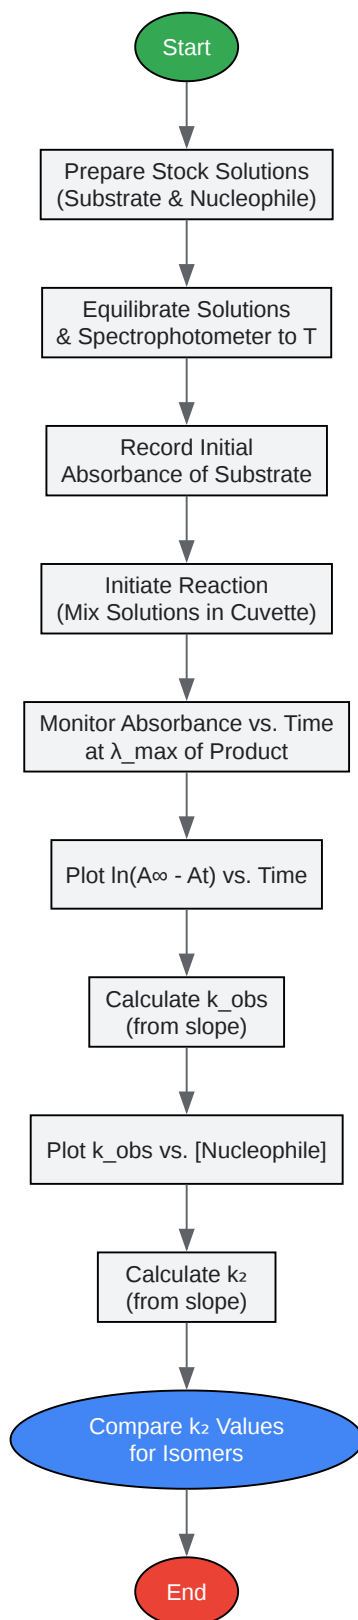 Start
Prepare Stock Solutions
(Substrate & Nucleophile)
Equilibrate Solutions
& Spectrophotometer to T
Record Initial
Absorbance of Substrate
Initiate Reaction
(Mix Solutions in Cuvette)
Monitor Absorbance vs. Time
at λ_max of Product
Plot ln(A∞ - At) vs. Time
Calculate k_obs
(from slope)
Plot k_obs vs. [Nucleophile]
Calculate k₂
(from slope)
Compare k₂ Values
for Isomers
End